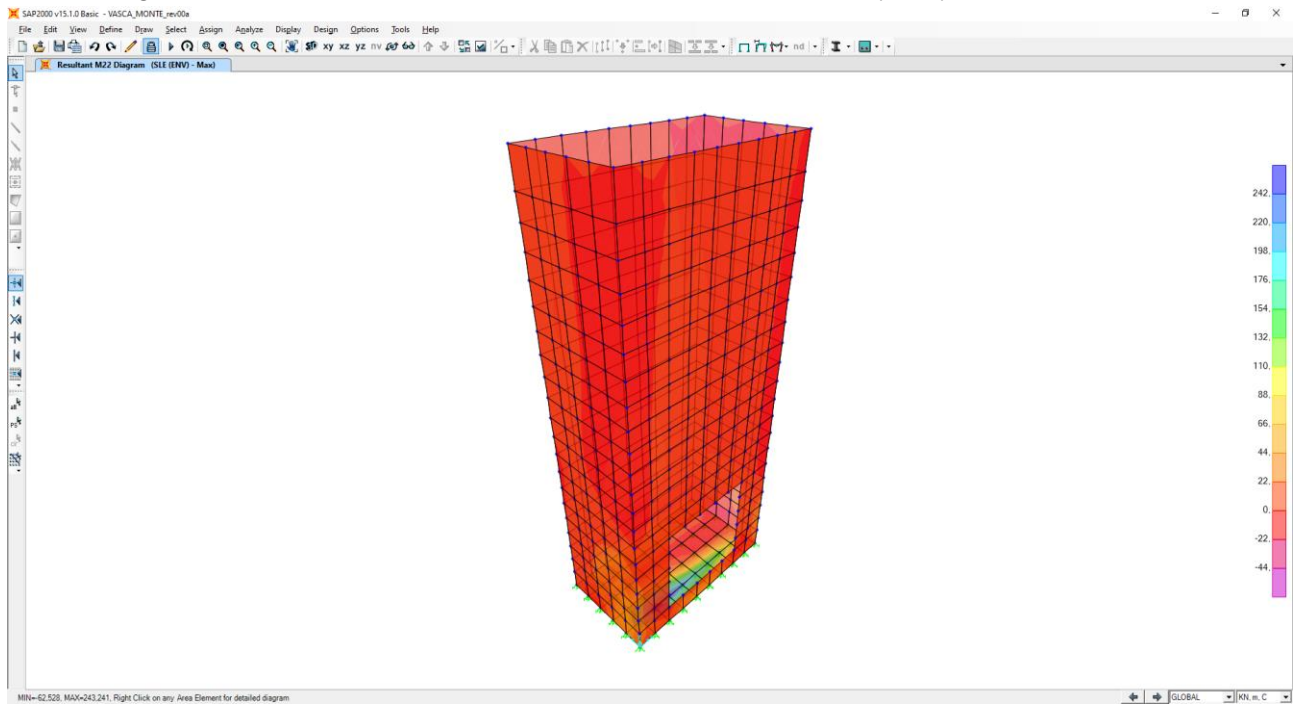 SAP2000 v15.1.0 Basic - VASCA_MONTE_rev00a
File Edit View Define Draw Select Assign Analyze Display Design Options Tools Help
xy xz yz nv nd
Resultant M22 Diagram (SLE (ENV) - Max)
242,
220,
198,
176,
154,
132,
110,
88,
66,
44,
22,
0,
-22,
-44,
all
PS
MIN=-62,528, MAX=243,241, Right Click on any Area Element for detailed diagram
GLOBAL
KN, m, C